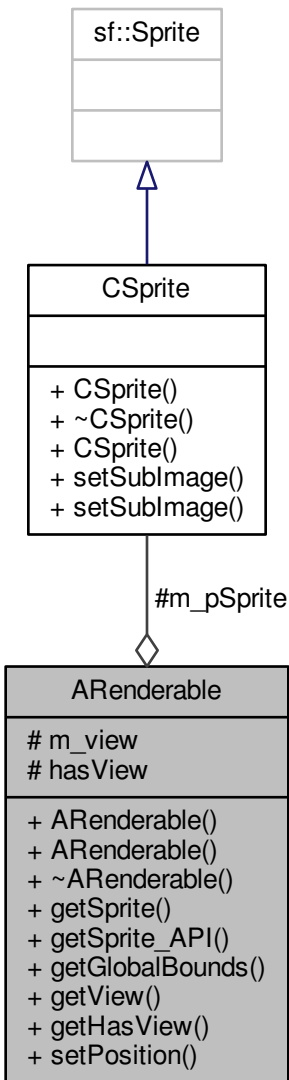 sf::Sprite
CSprite
+ CSprite()
+ ~CSprite()
+ CSprite()
+ setSubImage()
+ setSubImage()
#m_pSprite
ARenderable
# m_view
# hasView
+ ARenderable()
+ ARenderable()
+ ~ARenderable()
+ getSprite()
+ getSprite_API()
+ getGlobalBounds()
+ getView()
+ getHasView()
+ setPosition()